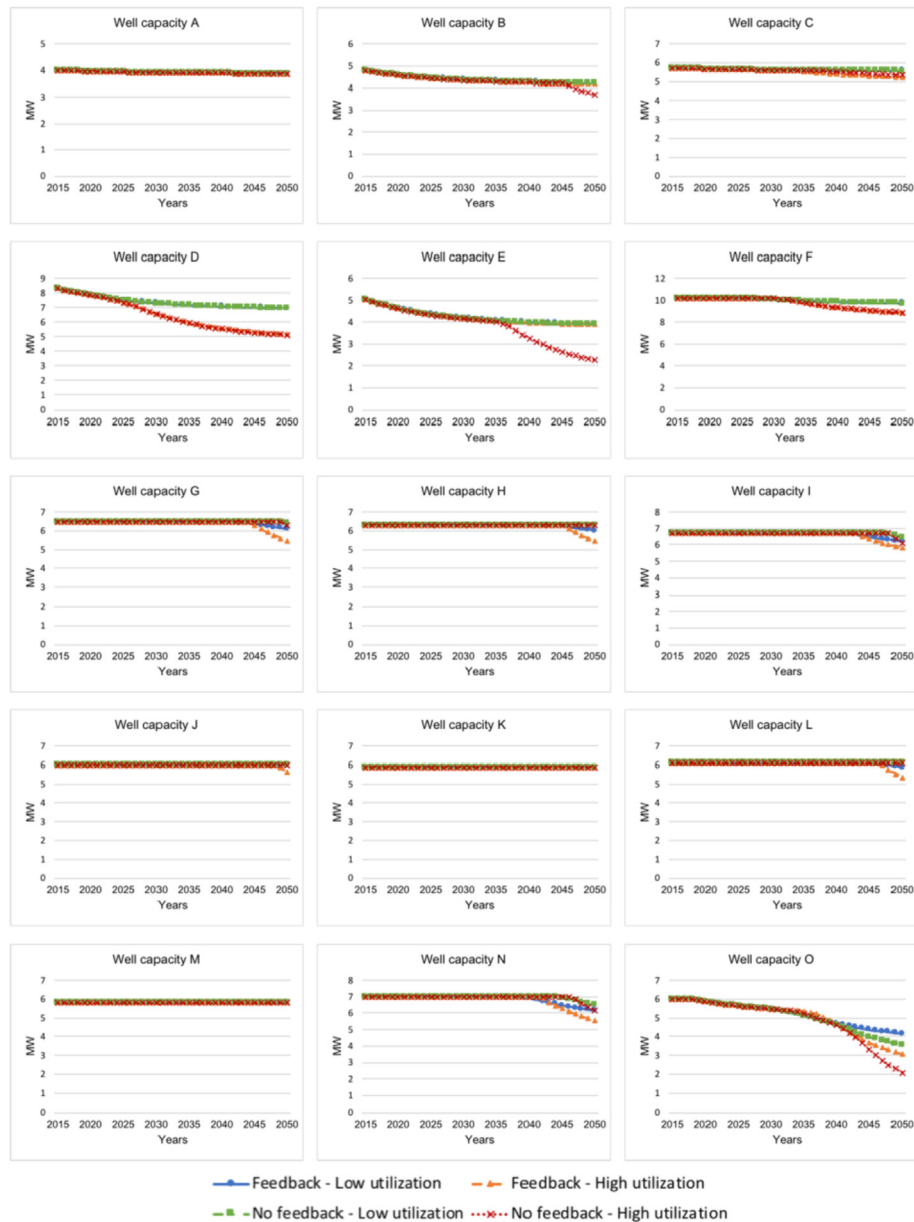 Well capacity A Well capacity B Well capacity C
5
4
3
2
1
0
MW
2015 2020 2025 2030 2035 2040 2045 2050
Years
6
5
4
3
2
1
0
MW
2015 2020 2025 2030 2035 2040 2045 2050
Years
7
6
5
4
3
2
1
0
MW
2015 2020 2025 2030 2035 2040 2045 2050
Years
Well capacity D Well capacity E Well capacity F
9
8
7
6
5
4
3
2
1
0
MW
2015 2020 2025 2030 2035 2040 2045 2050
Years
6
5
4
3
2
1
0
MW
2015 2020 2025 2030 2035 2040 2045 2050
Years
12
10
8
6
4
2
0
MW
2015 2020 2025 2030 2035 2040 2045 2050
Years
Well capacity G Well capacity H Well capacity I
7
6
5
4
3
2
1
0
MW
2015 2020 2025 2030 2035 2040 2045 2050
Years
7
6
5
4
3
2
1
0
MW
2015 2020 2025 2030 2035 2040 2045 2050
Years
8
7
6
5
4
3
2
1
0
MW
2015 2020 2025 2030 2035 2040 2045 2050
Years
Well capacity J Well capacity K Well capacity L
7
6
5
4
3
2
1
0
MW
2015 2020 2025 2030 2035 2040 2045 2050
Years
7
6
5
4
3
2
1
0
MW
2015 2020 2025 2030 2035 2040 2045 2050
Years
7
6
5
4
3
2
1
0
MW
2015 2020 2025 2030 2035 2040 2045 2050
Years
Well capacity M Well capacity N Well capacity O
7
6
5
4
3
2
1
0
MW
2015 2020 2025 2030 2035 2040 2045 2050
Years
8
7
6
5
4
3
2
1
0
MW
2015 2020 2025 2030 2035 2040 2045 2050
Years
7
6
5
4
3
2
1
0
MW
2015 2020 2025 2030 2035 2040 2045 2050
Years
Feedback - Low utilization Feedback - High utilization
No feedback - Low utilization No feedback - High utilization